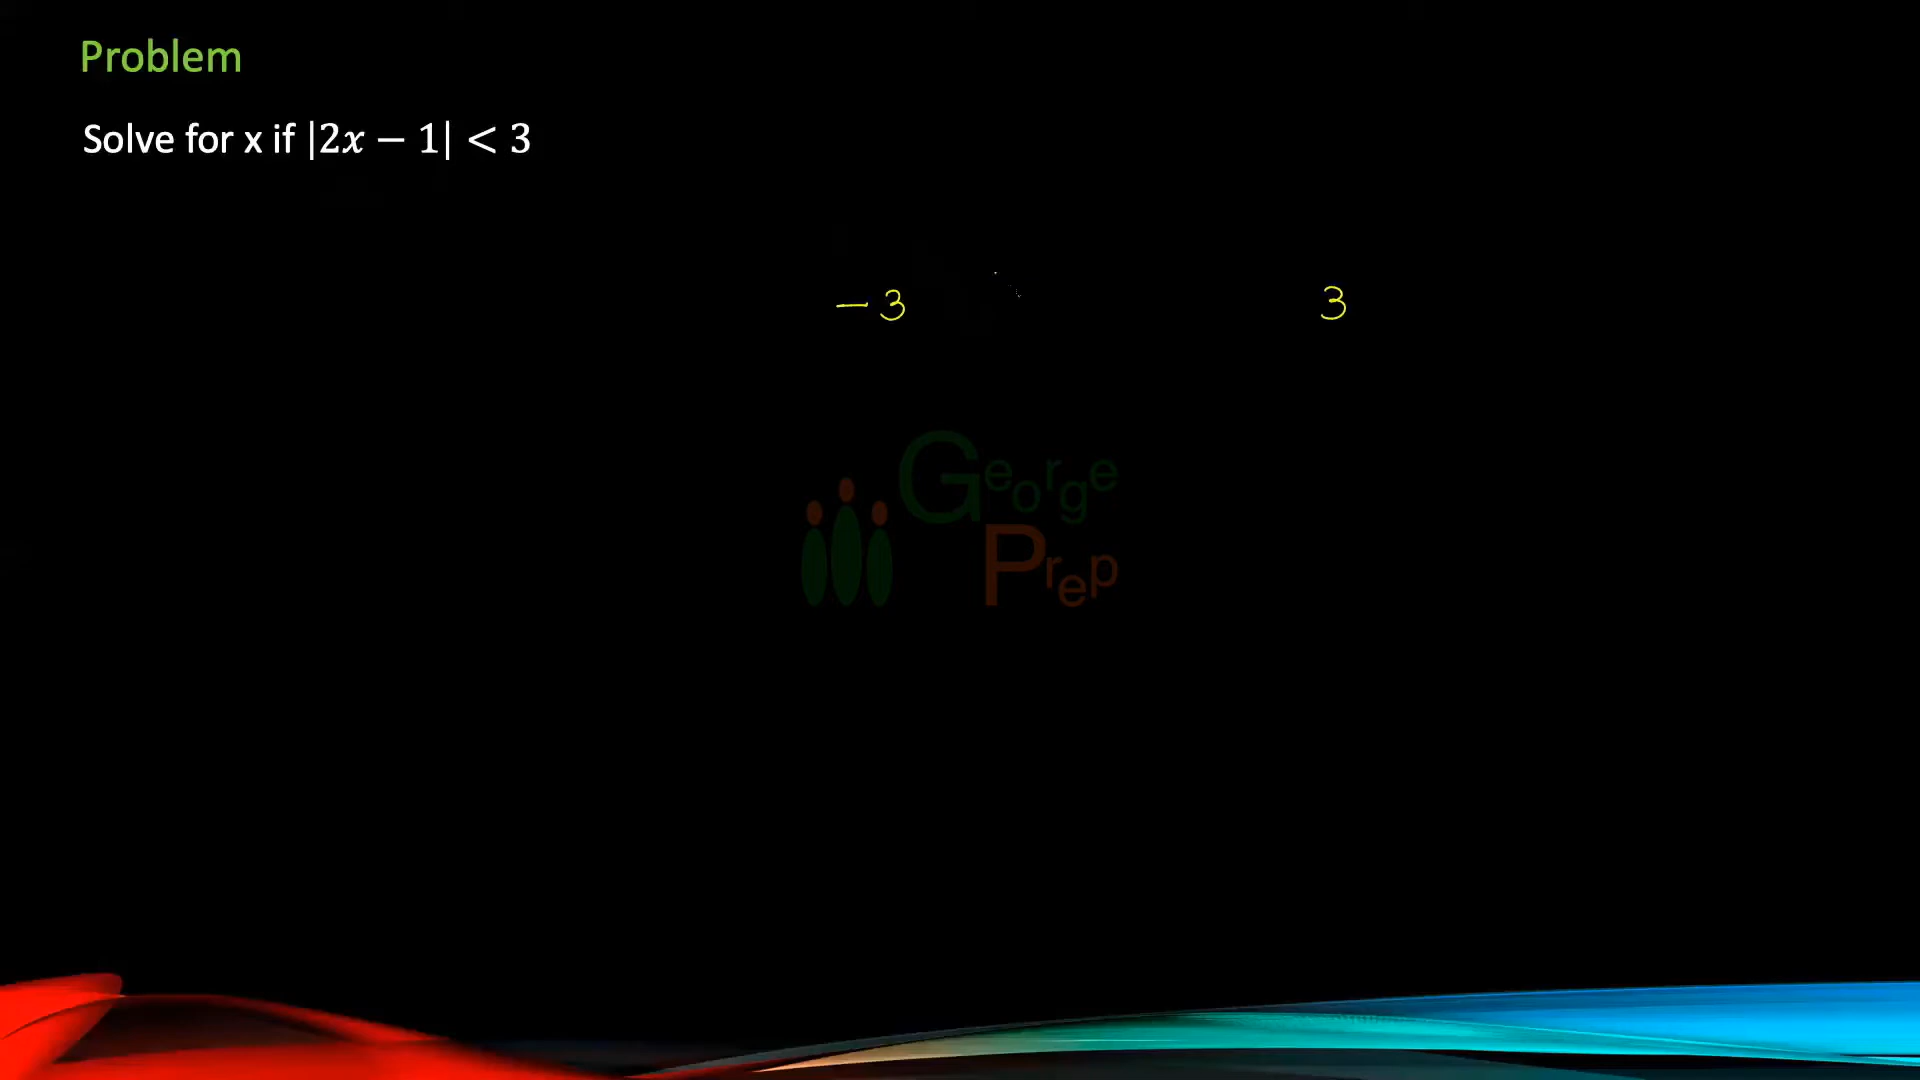 Problem
Solve for x if |2x − 1| < 3
− 3 3
George
Prep